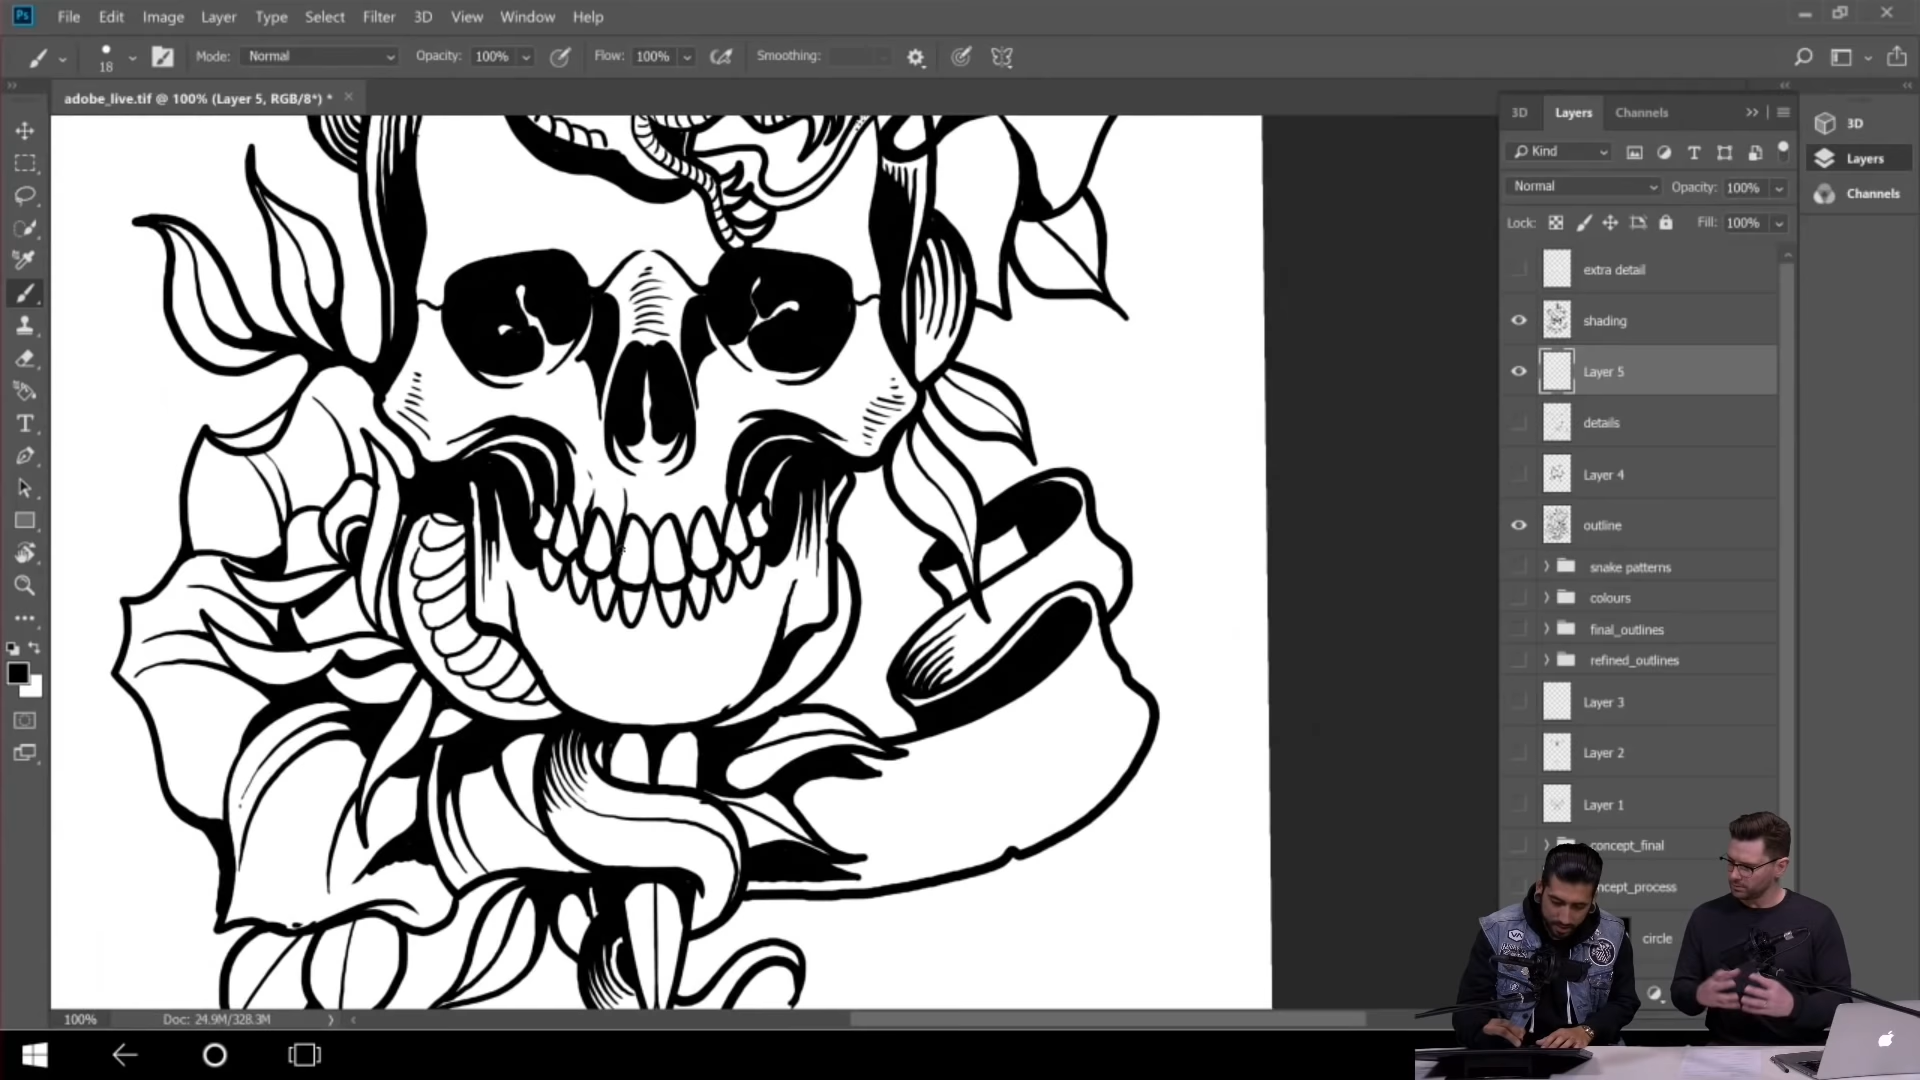 Ps File Edit Image Layer Type Select Filter 3D View Window Help
18 Mode: Normal Opacity: 100% Flow: 100% Smoothing:
adobe_live.tif @ 100% (Layer 5, RGB/8*) *
3D Layers Channels
3D
Kind
Layers
Normal Opacity: 100%
Channels
Lock: Fill: 100%
extra detail
shading
Layer 5
details
Layer 4
outline
snake patterns
colours
final_outlines
refined_outlines
Layer 3
Layer 2
Layer 1
concept_final
ncept_process
circle
100% Doc: 24.9M/328.3M